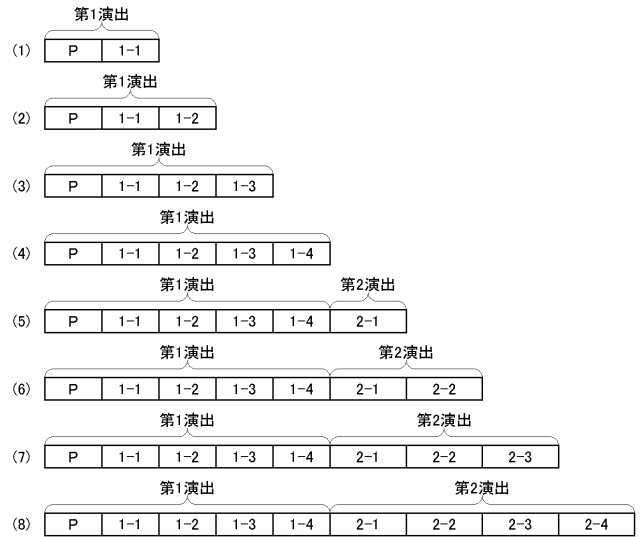 第1演出
(1) P 1-1
第1演出
(2) P 1-1 1-2
第1演出
(3) P 1-1 1-2 1-3
第1演出
(4) P 1-1 1-2 1-3 1-4
第1演出 第2演出
(5) P 1-1 1-2 1-3 1-4 2-1
第1演出 第2演出
(6) P 1-1 1-2 1-3 1-4 2-1 2-2
第1演出 第2演出
(7) P 1-1 1-2 1-3 1-4 2-1 2-2 2-3
第1演出 第2演出
(8) P 1-1 1-2 1-3 1-4 2-1 2-2 2-3 2-4